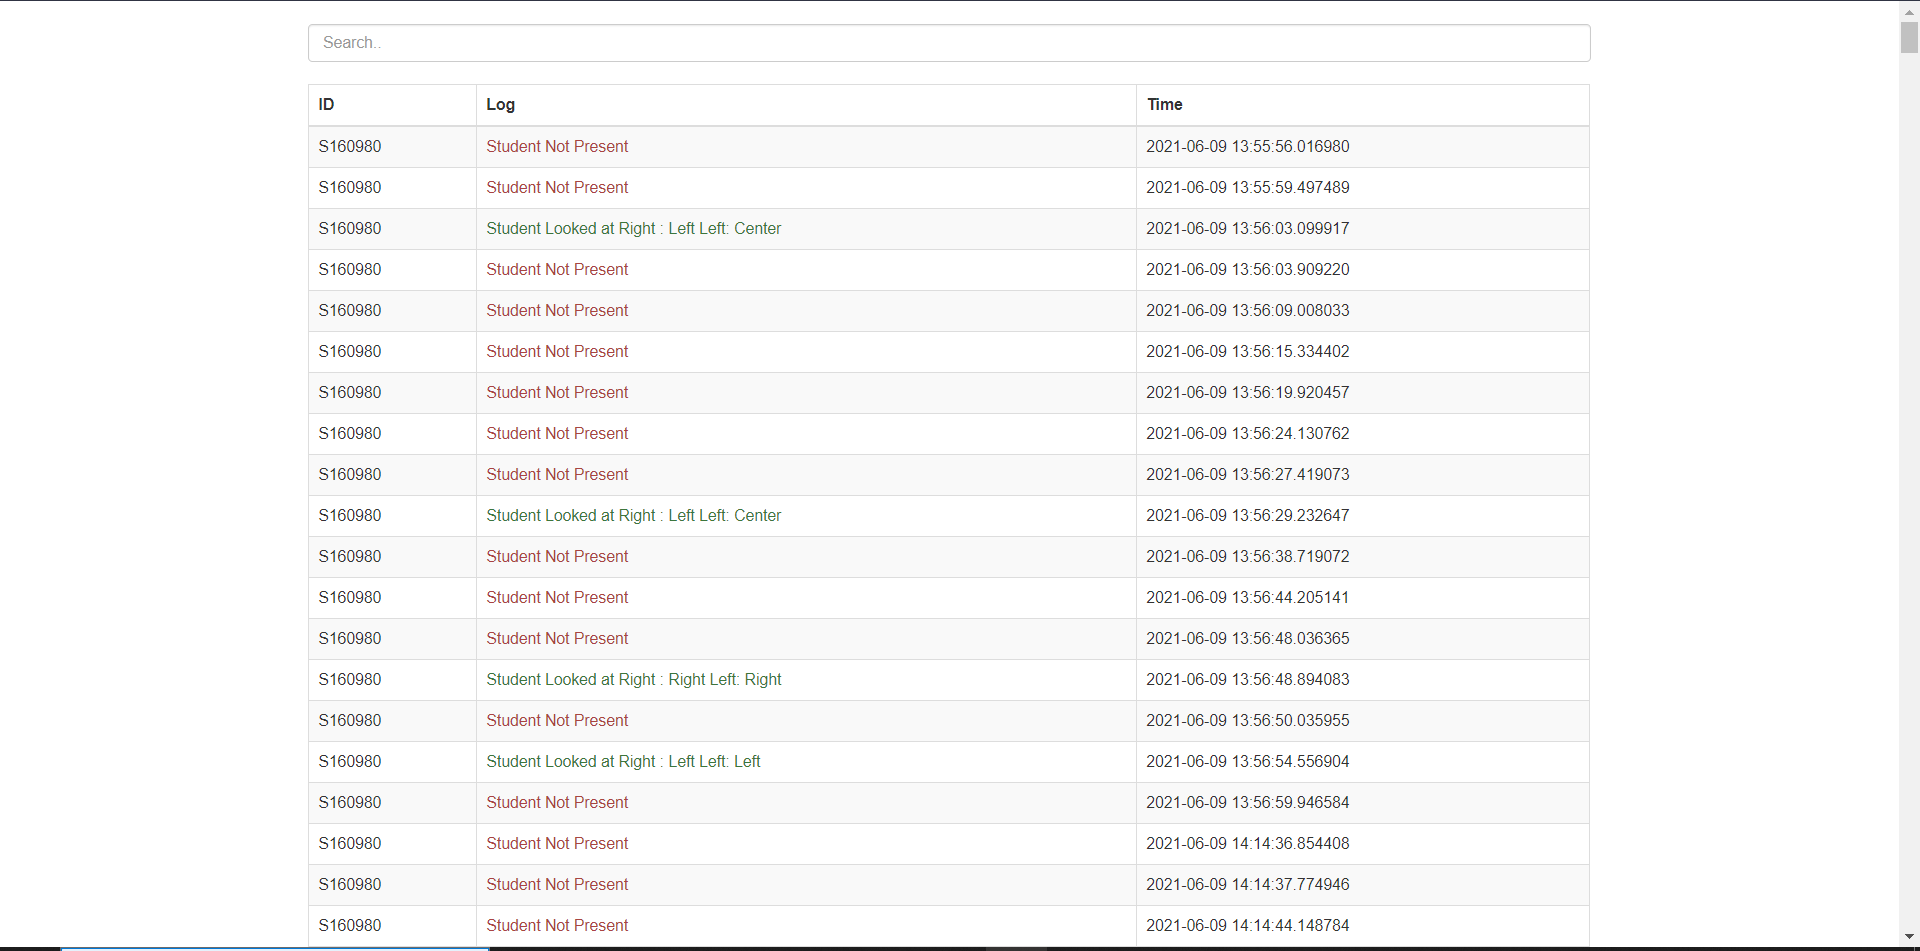 Search..
ID Log Time
S160980 Student Not Present 2021-06-09 13:55:56.016980
S160980 Student Not Present 2021-06-09 13:55:59.497489
S160980 Student Looked at Right : Left Left: Center 2021-06-09 13:56:03.099917
S160980 Student Not Present 2021-06-09 13:56:03.909220
S160980 Student Not Present 2021-06-09 13:56:09.008033
S160980 Student Not Present 2021-06-09 13:56:15.334402
S160980 Student Not Present 2021-06-09 13:56:19.920457
S160980 Student Not Present 2021-06-09 13:56:24.130762
S160980 Student Not Present 2021-06-09 13:56:27.419073
S160980 Student Looked at Right : Left Left: Center 2021-06-09 13:56:29.232647
S160980 Student Not Present 2021-06-09 13:56:38.719072
S160980 Student Not Present 2021-06-09 13:56:44.205141
S160980 Student Not Present 2021-06-09 13:56:48.036365
S160980 Student Looked at Right : Right Left: Right 2021-06-09 13:56:48.894083
S160980 Student Not Present 2021-06-09 13:56:50.035955
S160980 Student Looked at Right : Left Left: Left 2021-06-09 13:56:54.556904
S160980 Student Not Present 2021-06-09 13:56:59.946584
S160980 Student Not Present 2021-06-09 14:14:36.854408
S160980 Student Not Present 2021-06-09 14:14:37.774946
S160980 Student Not Present 2021-06-09 14:14:44.148784